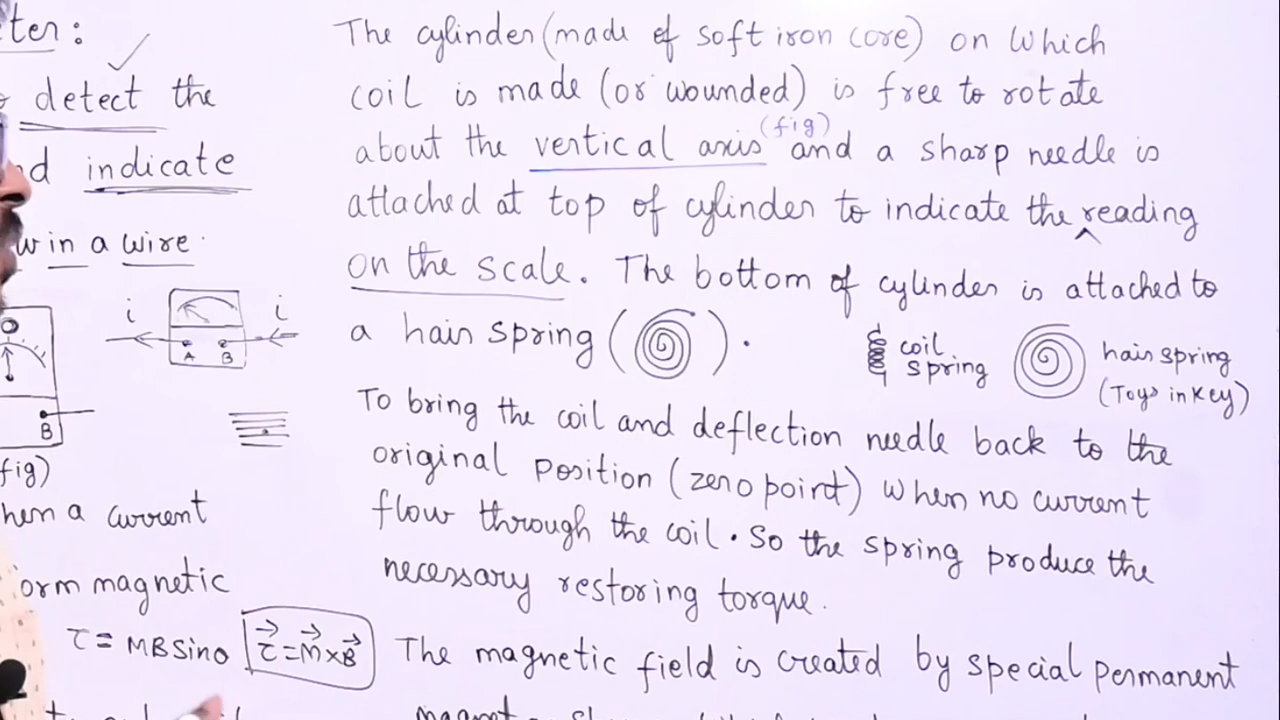 ter:
detect the
nd indicate
w in a wire.
i
i
A B
B
fig)
hen a current
orm magnetic
τ = MBsinθ τ = M×B
The cylinder (made of soft iron core) on which
coil is made (or wounded) is free to rotate
(fig)
about the vertical axis and a sharp needle is
attached at top of cylinder to indicate the reading
on the scale. The bottom of cylinder is attached to
a hair spring ( ).
coil
spring
hair spring
(Toys in key)
To bring the coil and deflection needle back to the
original position (zero point) when no current
flow through the coil. So the spring produce the
necessary restoring torque.
The magnetic field is created by special permanent